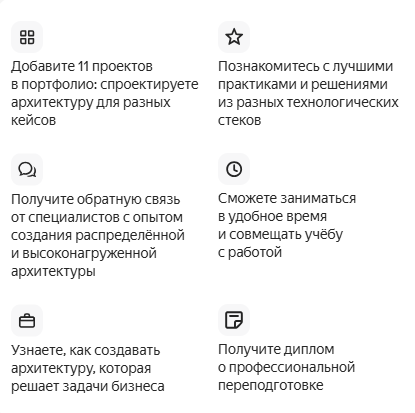 Добавите 11 проектов
в портфолио: спроектируете
архитектуру для разных
кейсов
Познакомитесь с лучшими
практиками и решениями
из разных технологических
стеков
Получите обратную связь
от специалистов с опытом
создания распределённой
и высоконагруженной
архитектуры
Сможете заниматься
в удобное время
и совмещать учёбу
с работой
Узнаете, как создавать
архитектуру, которая
решает задачи бизнеса
Получите диплом
о профессиональной
переподготовке